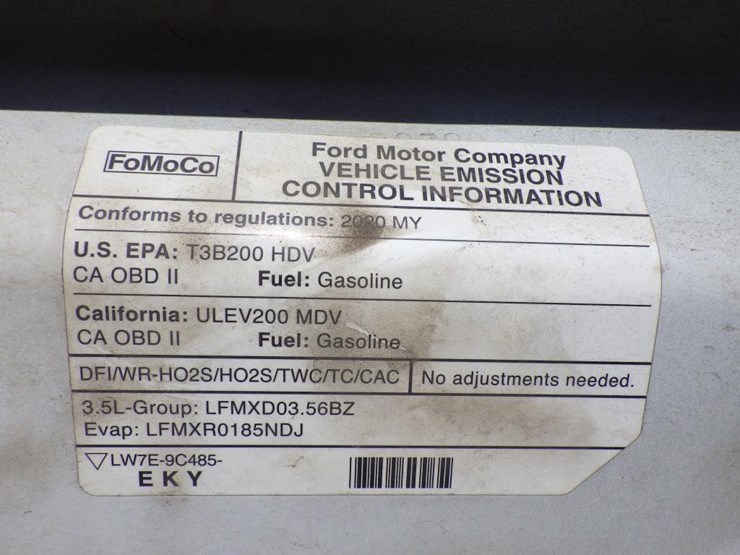 FoMoCo
Ford Motor Company
VEHICLE EMISSION
CONTROL INFORMATION
Conforms to regulations: 2020 MY
U.S. EPA: T3B200 HDV
CA OBD II Fuel: Gasoline
California: ULEV200 MDV
CA OBD II Fuel: Gasoline
DFI/WR-HO2S/HO2S/TWC/TC/CAC No adjustments needed.
3.5L-Group: LFMXD03.56BZ
Evap: LFMXR0185NDJ
LW7E-9C485-
EKY